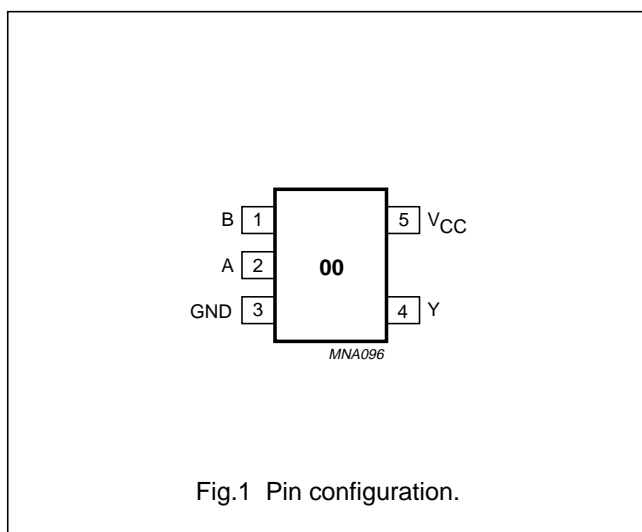 B 1 5 VCC
A 2 00
GND 3 4 Y
MNA096
Fig.1 Pin configuration.